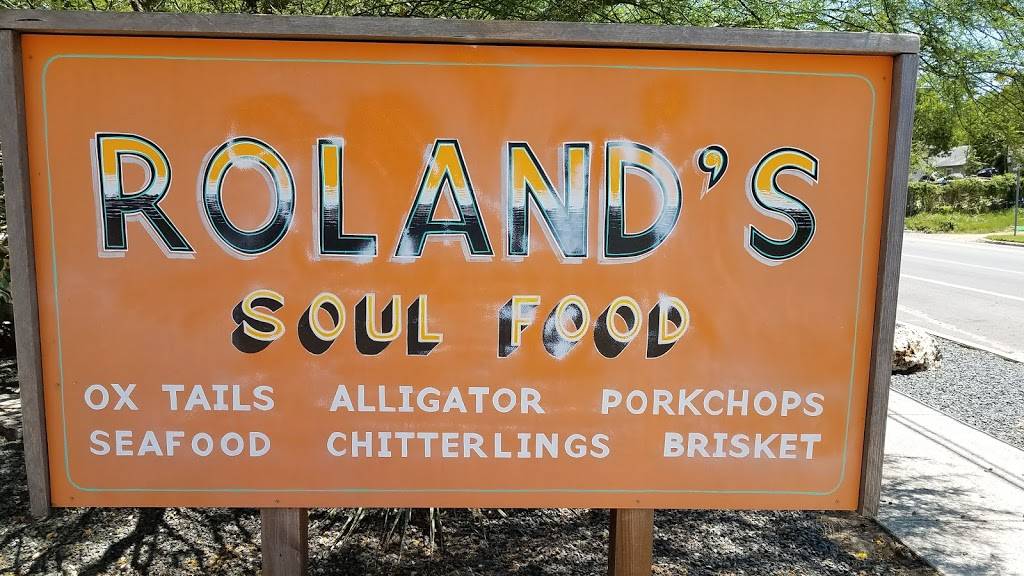 ROLAND'S
SOUL FOOD
OX TAILS ALLIGATOR PORKCHOPS
SEAFOOD CHITTERLINGS BRISKET